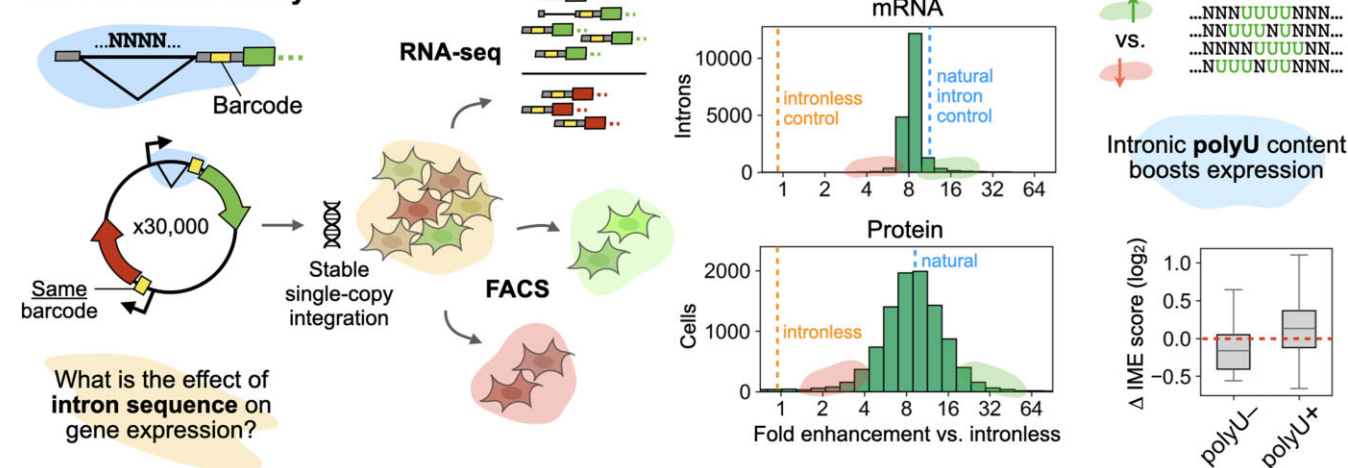 ...NNNN...
Barcode
x30,000
Same
barcode
What is the effect of
intron sequence on
gene expression?
Stable
single-copy
integration
RNA-seq
FACS
mRNA
Introns
10000
5000
0
intronless
control
natural
intron
control
1 2 4 8 16 32 64
Protein
Cells
2000
1000
0
intronless
natural
1 2 4 8 16 32 64
Fold enhancement vs. intronless
vs.
...NNNUUUUNNN...
...NNUUUNUNNN...
...NNNNUUUUNN...
...NUUUNUUNNN...
Intronic polyU content
boosts expression
Δ IME score (log2)
1.0
0.5
0.0
−0.5
polyU−
polyU+